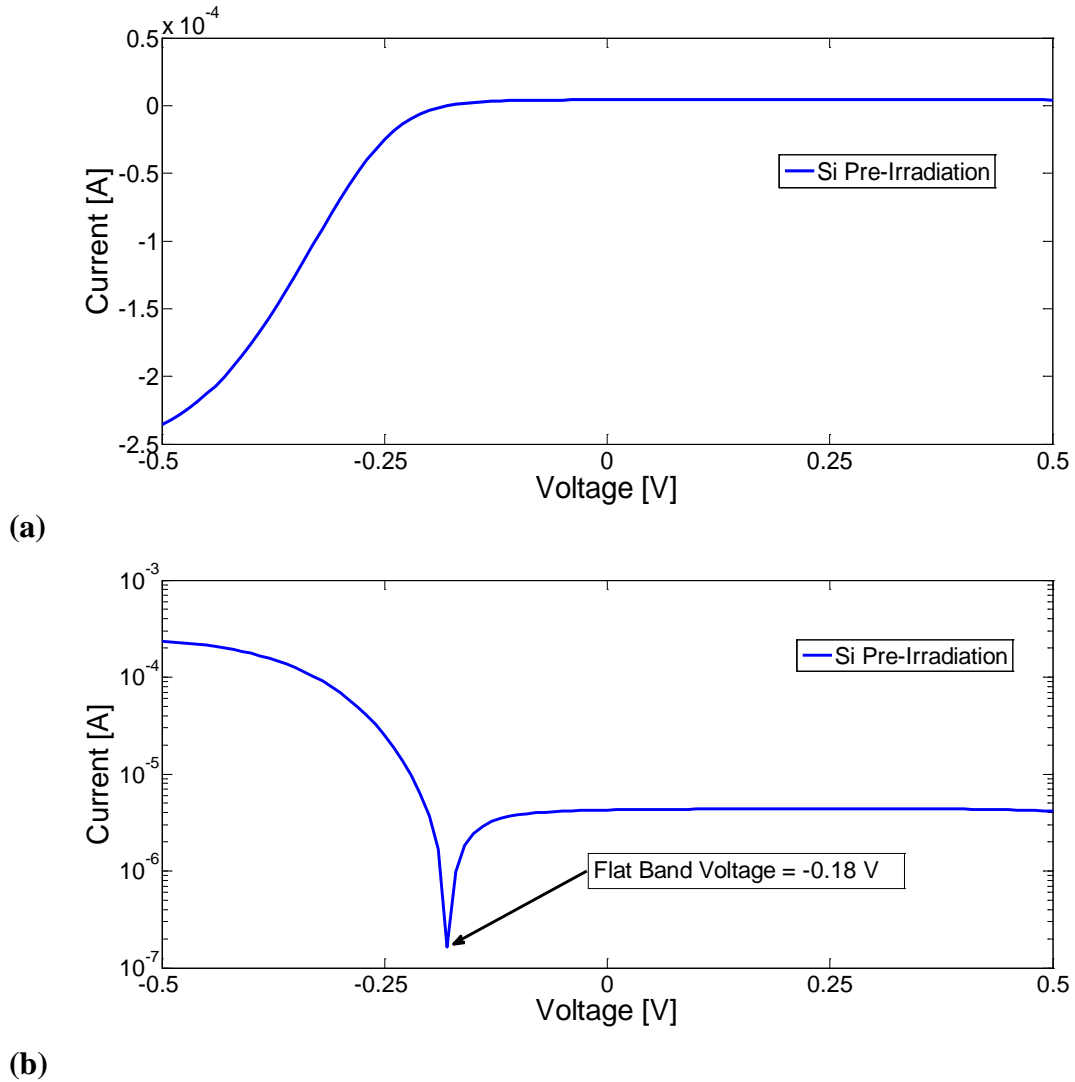 x 10-4
0.5
0
-0.5
-1
-1.5
-2
-2.5
Current [A]
Si Pre-Irradiation
-0.5 -0.25 0 0.25 0.5
Voltage [V]
(a)
10-3
10-4
10-5
10-6
10-7
Current [A]
Si Pre-Irradiation
Flat Band Voltage = -0.18 V
-0.5 -0.25 0 0.25 0.5
Voltage [V]
(b)